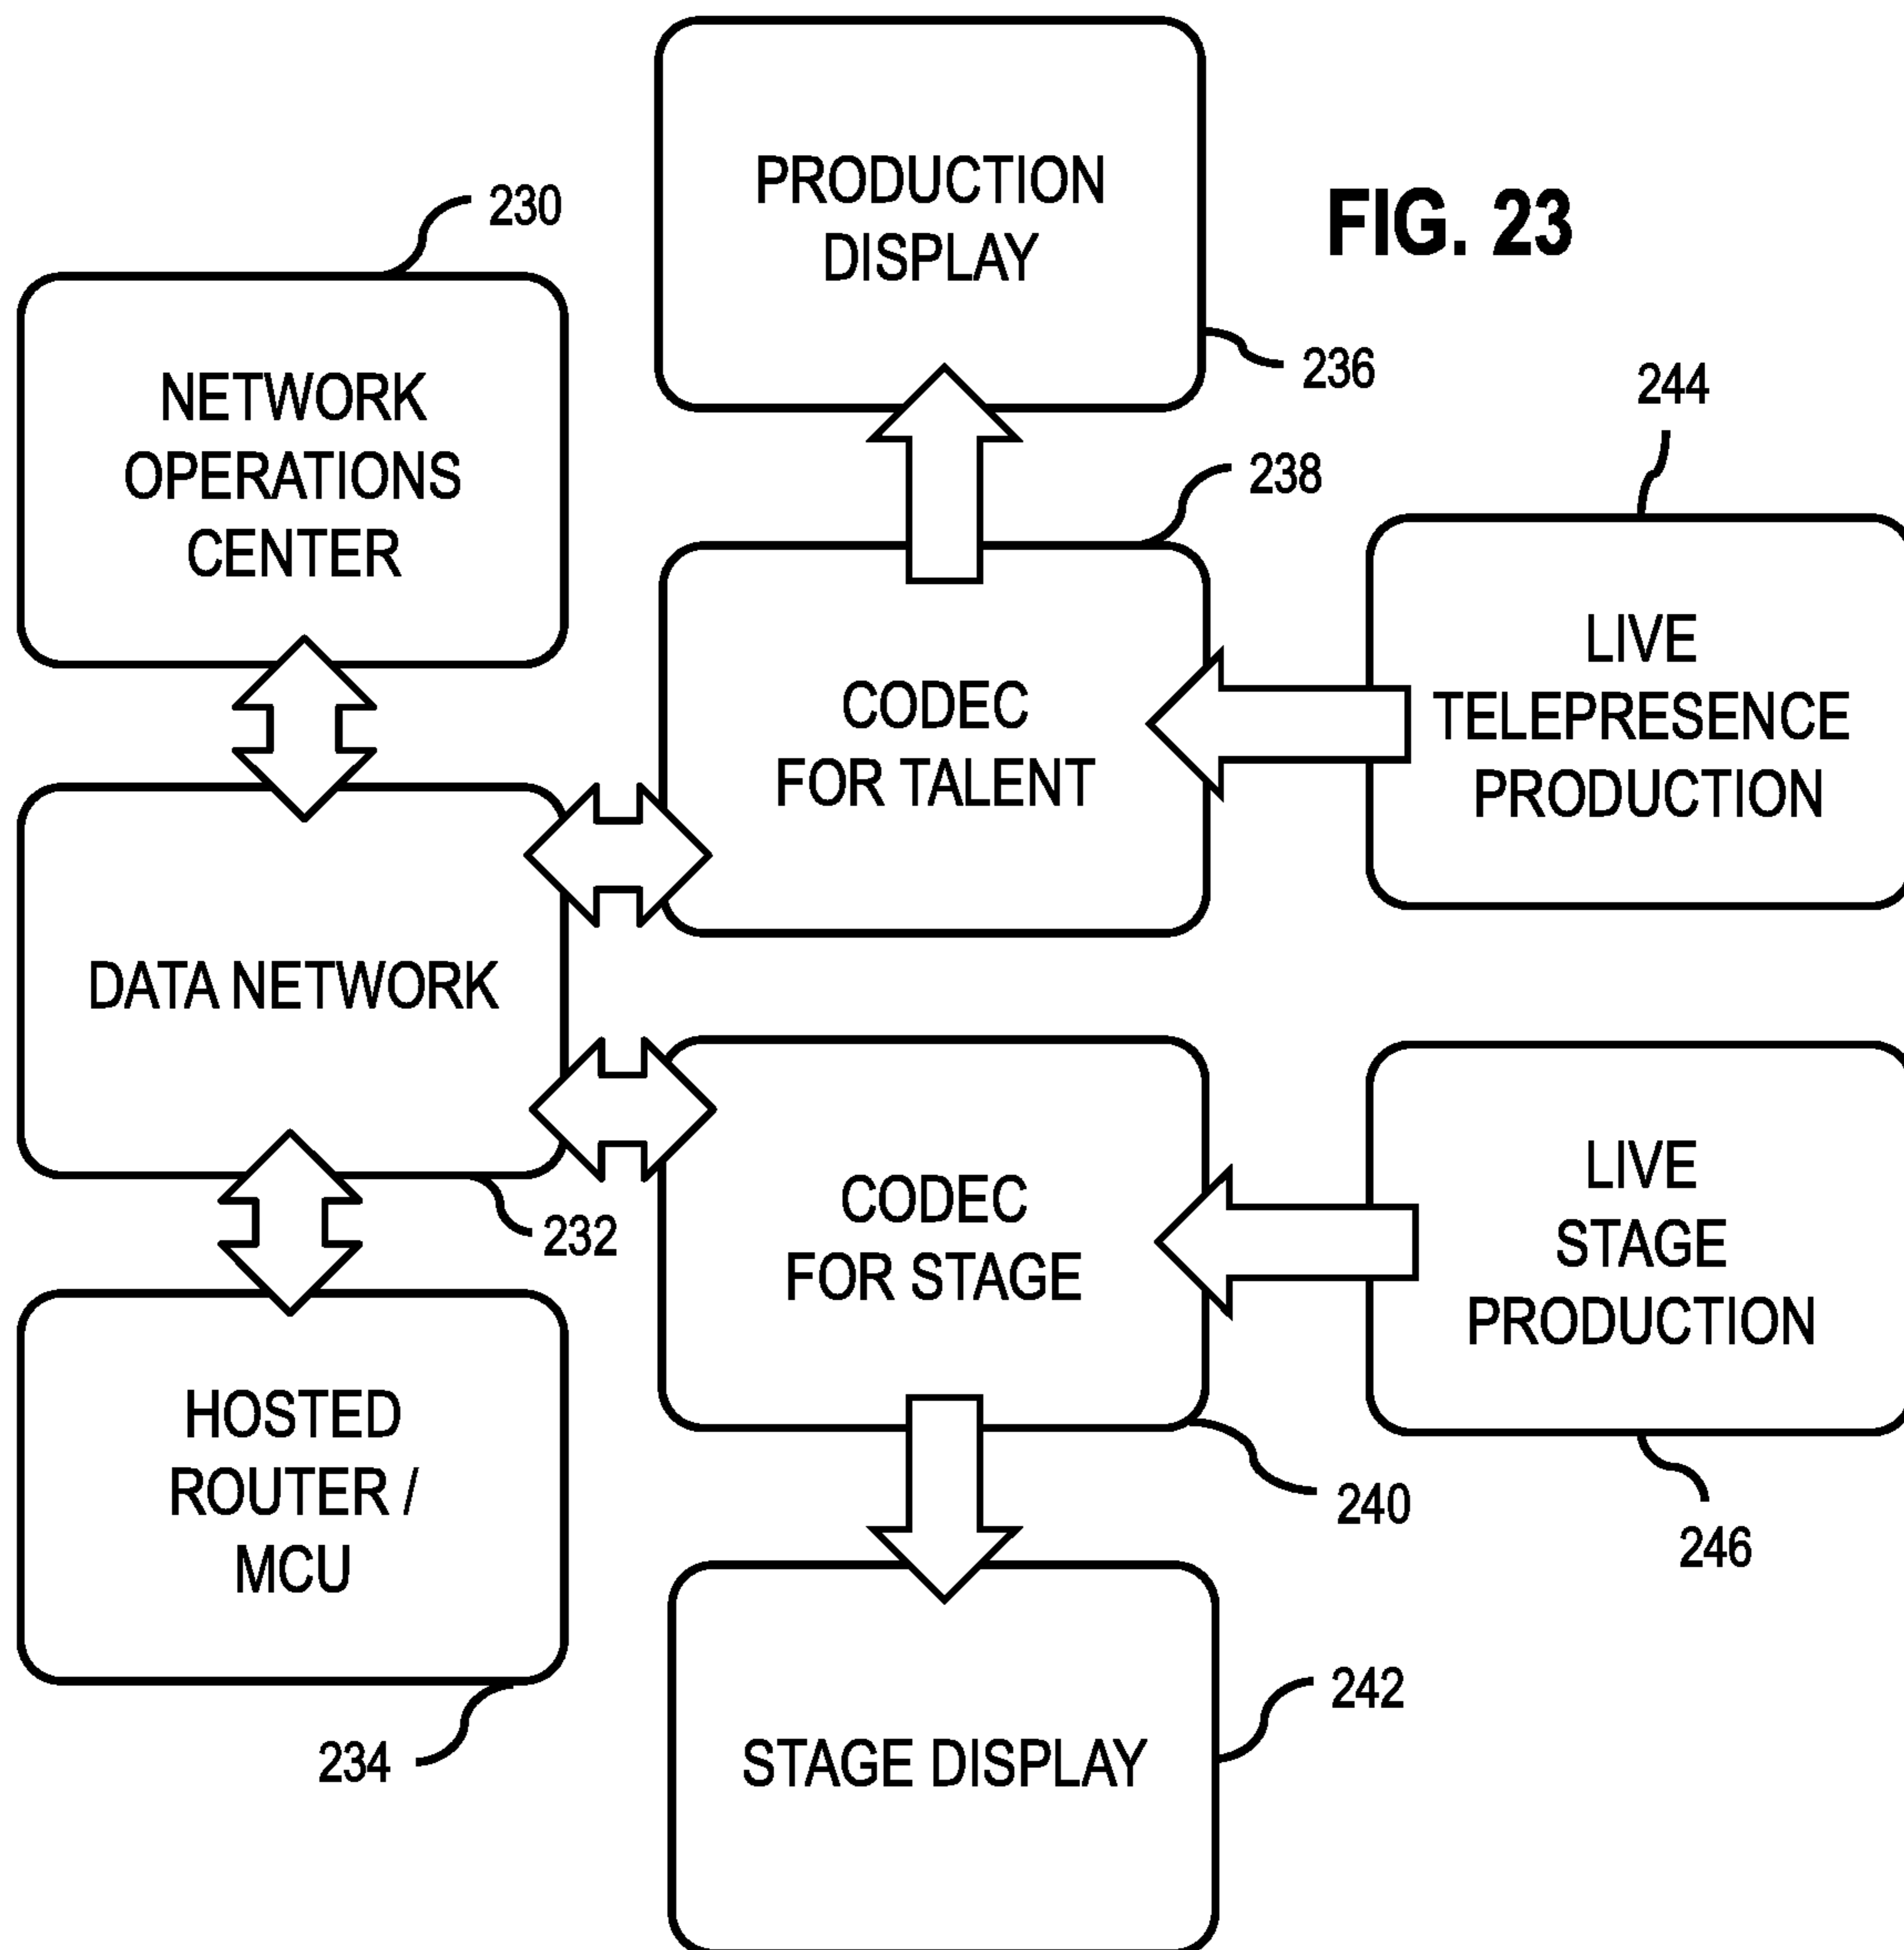 PRODUCTION
DISPLAY
FIG. 23
230
236
NETWORK
OPERATIONS
CENTER
244
238
LIVE
TELEPRESENCE
PRODUCTION
CODEC
FOR TALENT
DATA NETWORK
232
CODEC
FOR STAGE
LIVE
STAGE
PRODUCTION
HOSTED
ROUTER /
MCU
240
246
242
234
STAGE DISPLAY